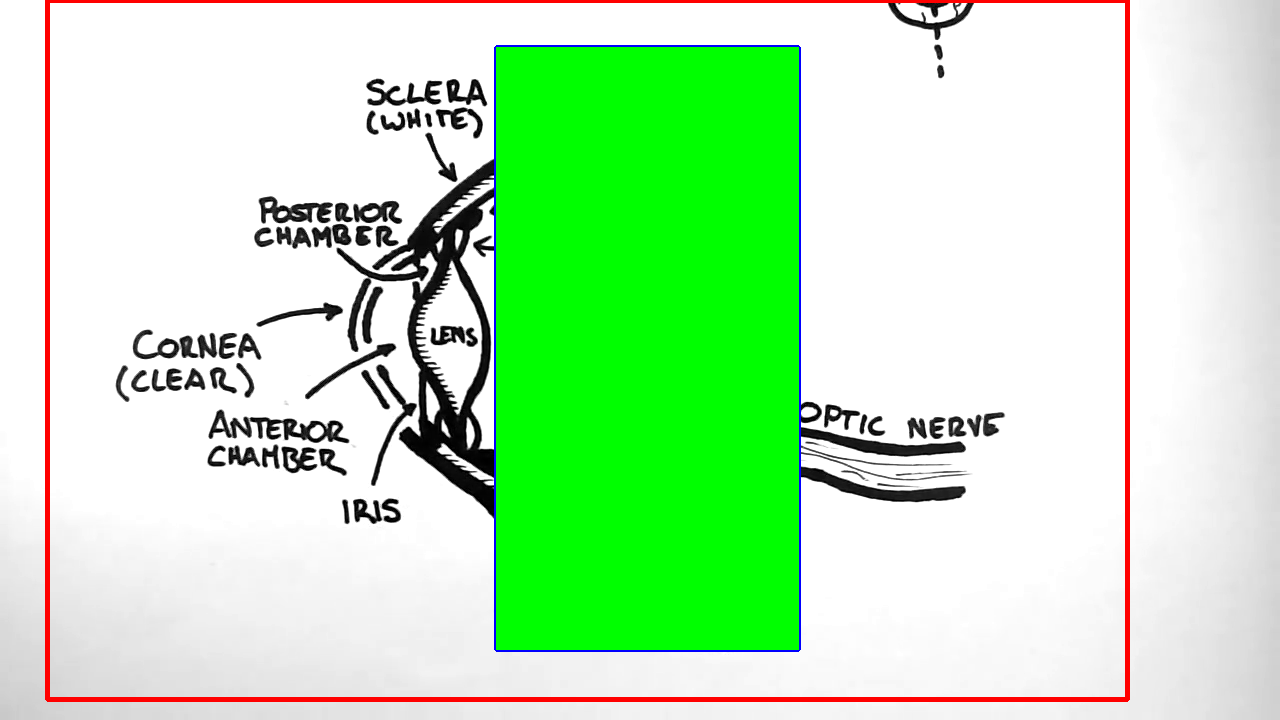 SCLERA
(WHITE)
POSTERIOR
CHAMBER
CORNEA
(CLEAR)
LENS
ANTERIOR
CHAMBER
IRIS
OPTIC NERVE